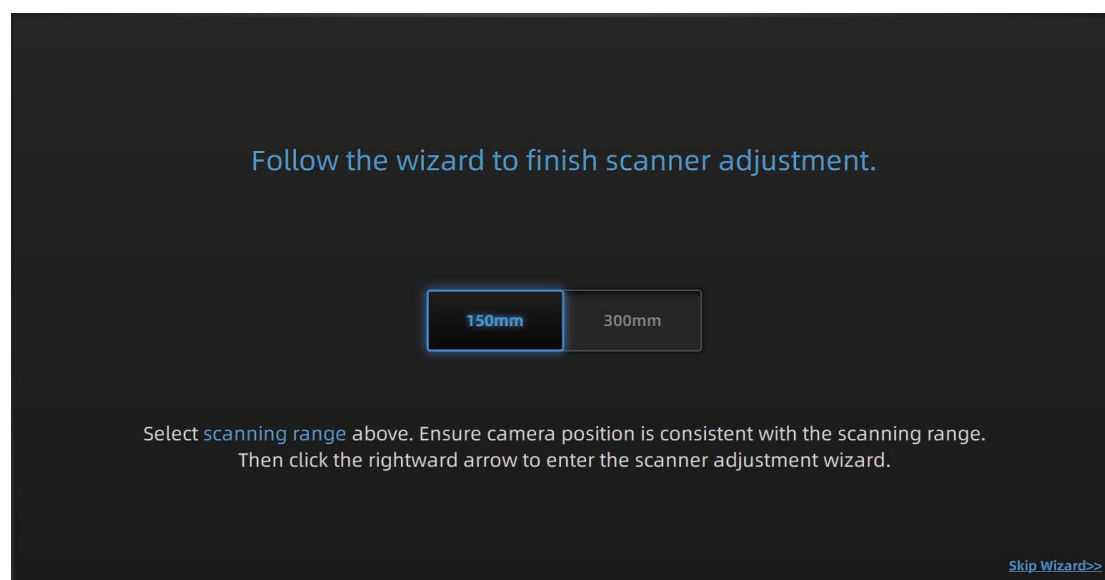 Follow the wizard to finish scanner adjustment.
150mm 300mm
Select scanning range above. Ensure camera position is consistent with the scanning range.
Then click the rightward arrow to enter the scanner adjustment wizard.
Skip Wizard>>